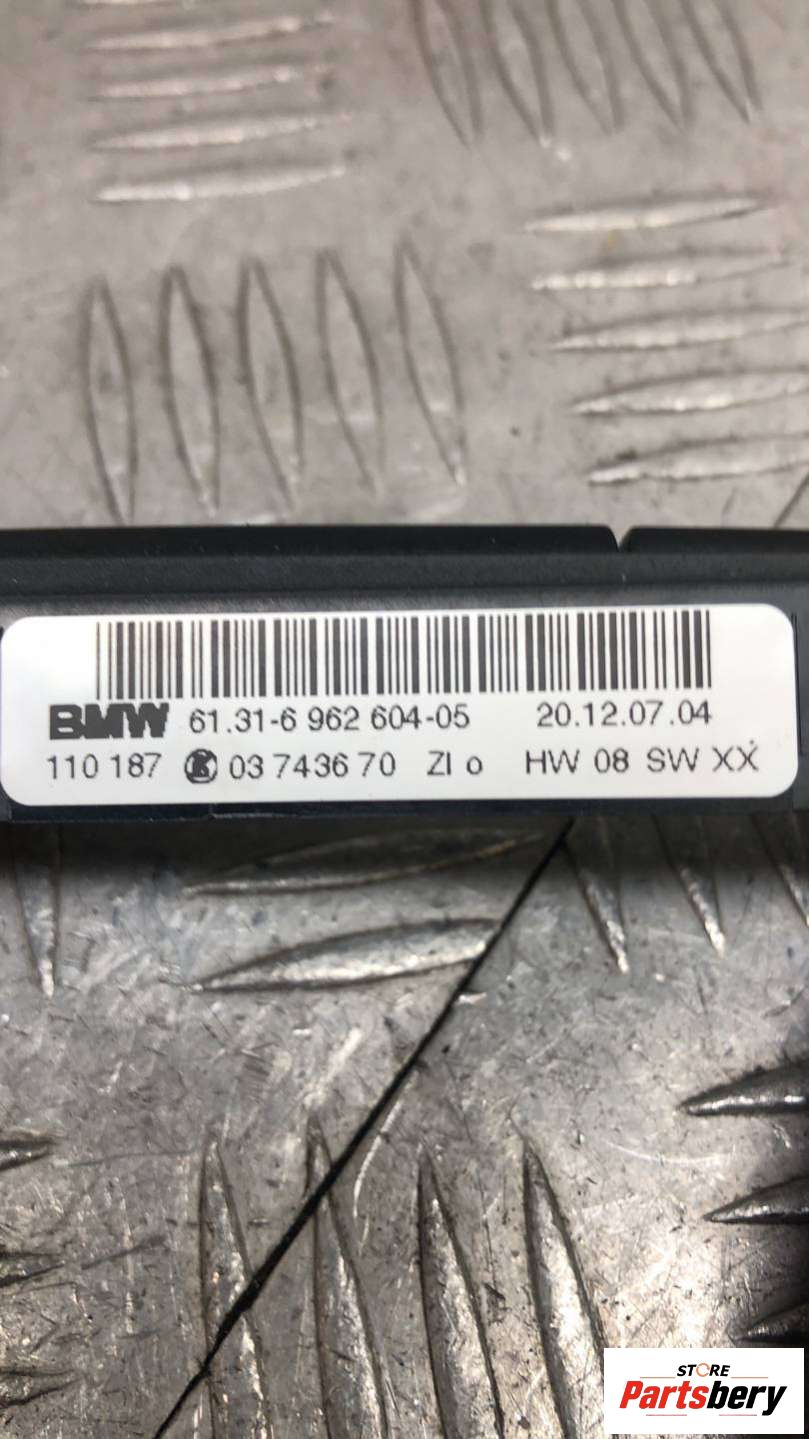 BMW 61.31-6 962 604-05 20.12.07.04
110 187 03 7436 70 ZI o HW 08 SW XX
STORE
Partsbery